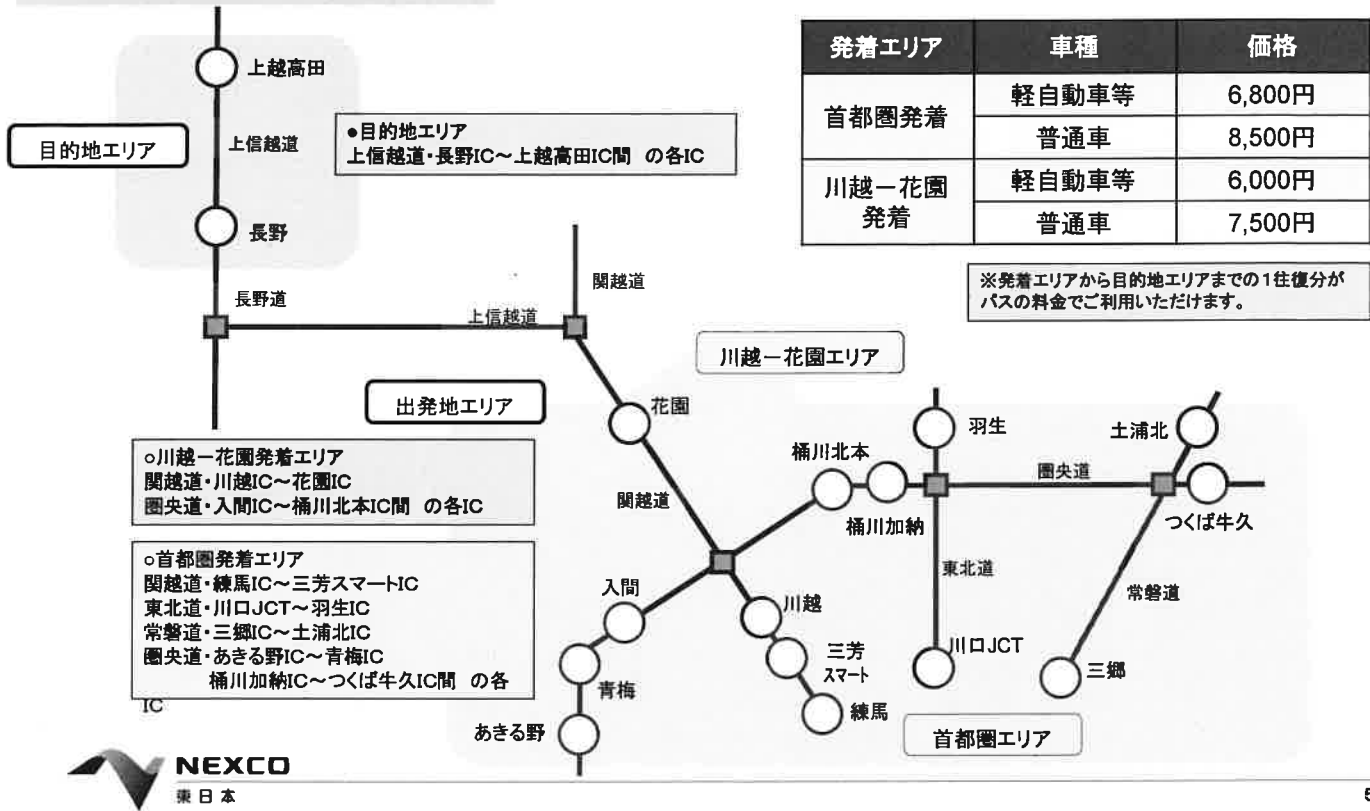 上越高田
目的地エリア
上信越道
●目的地エリア
上信越道・長野IC～上越高田IC間 の各IC
長野
長野道
上信越道
関越道
発着エリア 車種 価格
首都圏発着 軽自動車等 6,800円
普通車 8,500円
川越－花園
発着
軽自動車等 6,000円
普通車 7,500円
※発着エリアから目的地エリアまでの1往復分が
パスの料金でご利用いただけます。
川越－花園エリア
出発地エリア
花園
羽生
土浦北
桶川北本
圏央道
○川越－花園発着エリア
関越道・川越IC～花園IC
圏央道・入間IC～桶川北本IC間 の各IC
関越道
桶川加納
つくば牛久
○首都圏発着エリア
関越道・練馬IC～三芳スマートIC
東北道・川口JCT～羽生IC
常磐道・三郷IC～土浦北IC
圏央道・あきる野IC～青梅IC
桶川加納IC～つくば牛久IC間 の各
IC
入間
川越
東北道
常磐道
三芳
スマート
川口JCT
三郷
青梅
練馬
あきる野
首都圏エリア
NEXCO
東日本
5